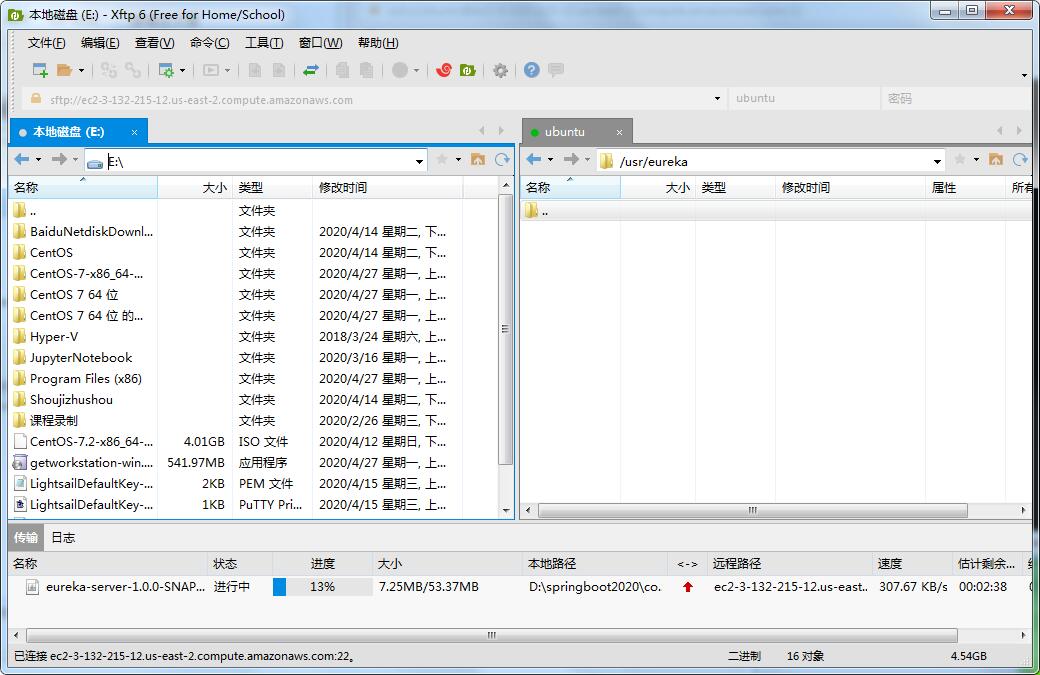 本地磁盘 (E:) - Xftp 6 (Free for Home/School)
文件(F) 编辑(E) 查看(V) 命令(C) 工具(T) 窗口(W) 帮助(H)
sftp://ec2-3-132-215-12.us-east-2.compute.amazonaws.com ubuntu 密码
本地磁盘 (E:) × ubuntu ×
E:\ /usr/eureka
名称 大小 类型 修改时间 名称 大小 类型 修改时间 属性 所有
.. 文件夹 ..
BaiduNetdiskDownl... 文件夹 2020/4/14 星期二, 下...
CentOS 文件夹 2020/4/14 星期二, 下...
CentOS-7-x86_64-... 文件夹 2020/4/27 星期一, 上...
CentOS 7 64 位 文件夹 2020/4/27 星期一, 上...
CentOS 7 64 位 的... 文件夹 2020/4/27 星期一, 上...
Hyper-V 文件夹 2018/3/24 星期六, 上...
JupyterNotebook 文件夹 2020/3/16 星期一, 上...
Program Files (x86) 文件夹 2020/4/27 星期一, 上...
Shoujizhushou 文件夹 2020/4/14 星期二, 下...
课程录制 文件夹 2020/2/26 星期三, 下...
CentOS-7.2-x86_64-... 4.01GB ISO 文件 2020/4/12 星期日, 下...
getworkstation-win.... 541.97MB 应用程序 2020/4/27 星期一, 上...
LightsailDefaultKey-... 2KB PEM 文件 2020/4/15 星期三, 上...
LightsailDefaultKey-... 1KB PuTTY Pri... 2020/4/15 星期三, 上...
传输 日志
名称 状态 进度 大小 本地路径 <-> 远程路径 速度 估计剩余...
eureka-server-1.0.0-SNAP... 进行中 13% 7.25MB/53.37MB D:\springboot2020\co... ec2-3-132-215-12.us-east... 307.67 KB/s 00:02:38
已连接 ec2-3-132-215-12.us-east-2.compute.amazonaws.com:22。 二进制 16 对象 4.54GB